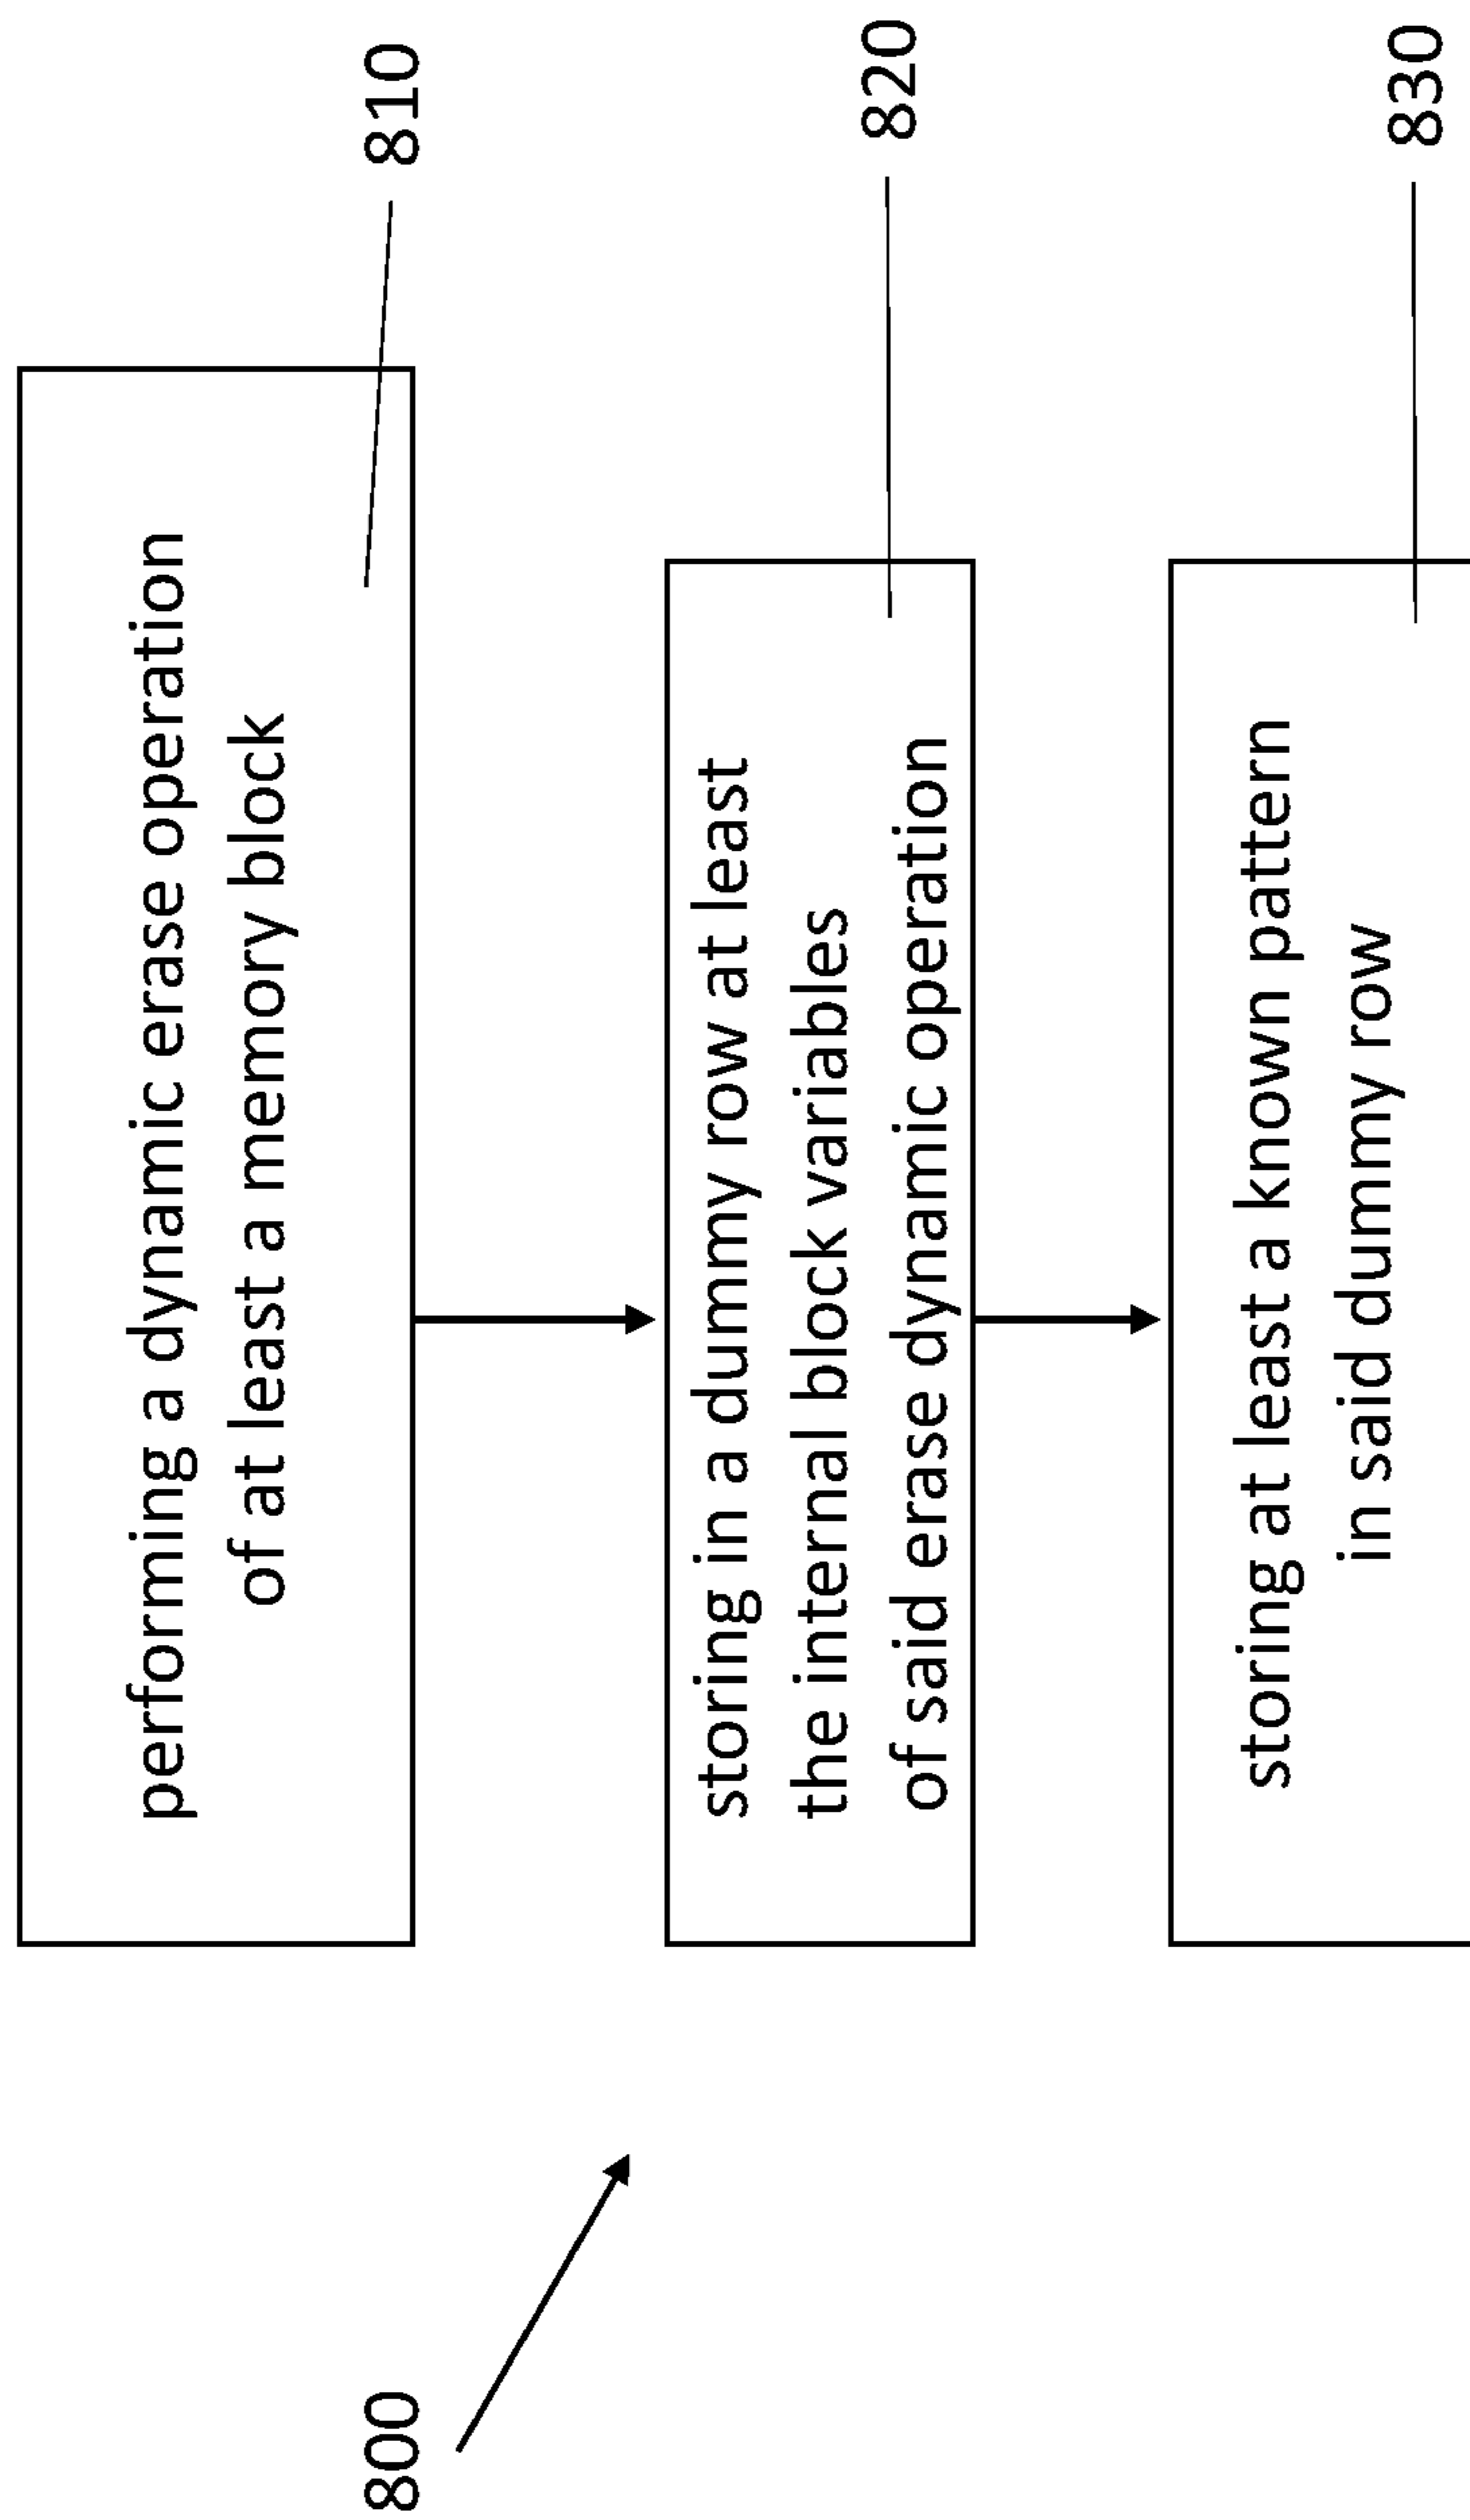 performing a dynamic erase operation
of at least a memory block
810
800
storing in a dummy row at least
the internal block variables
of said erase dynamic operation
820
storing at least a known pattern
in said dummy row
830